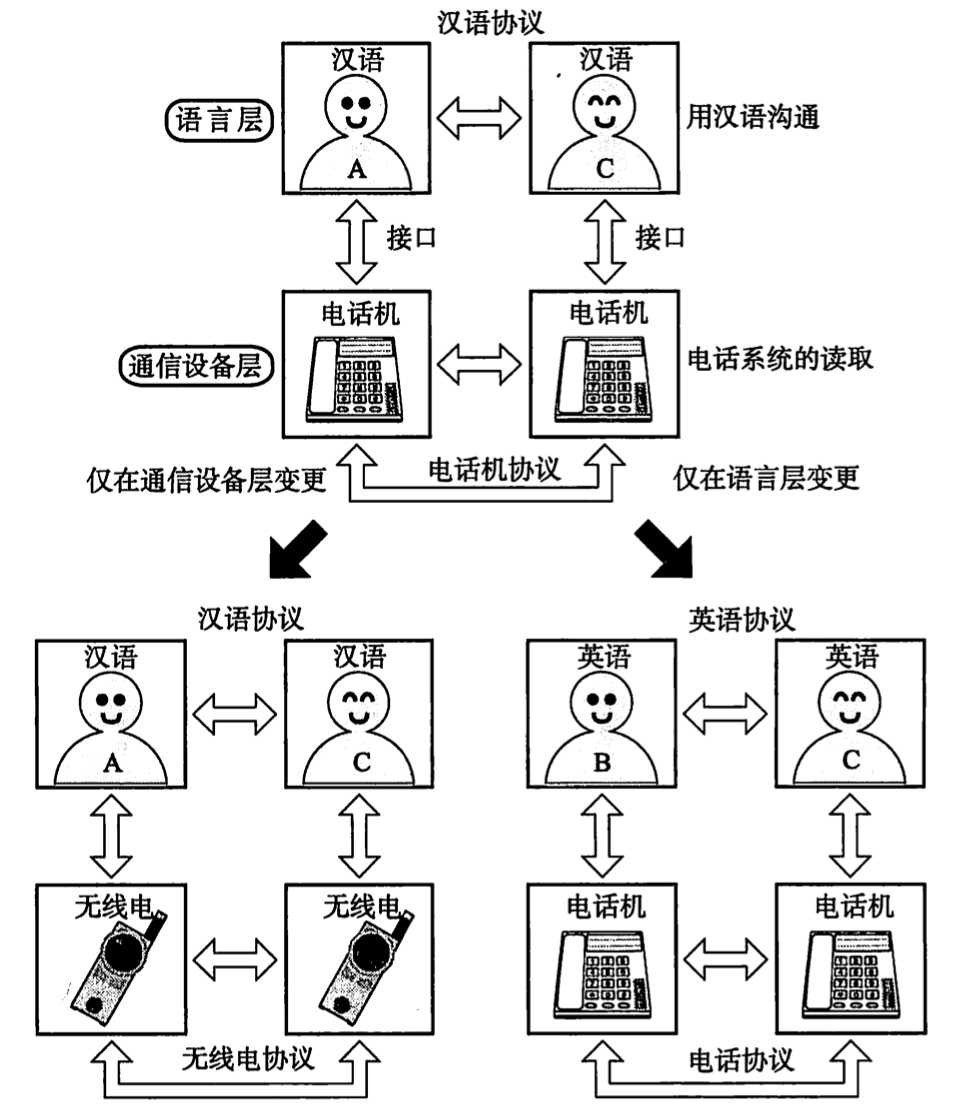 汉语协议
汉语
汉语
语言层
A
C
用汉语沟通
接口
接口
电话机
电话机
通信设备层
电话系统的读取
仅在通信设备层变更
电话机协议
仅在语言层变更
汉语协议
英语协议
汉语
汉语
英语
英语
A
C
B
C
无线电
无线电
电话机
电话机
无线电协议
电话协议